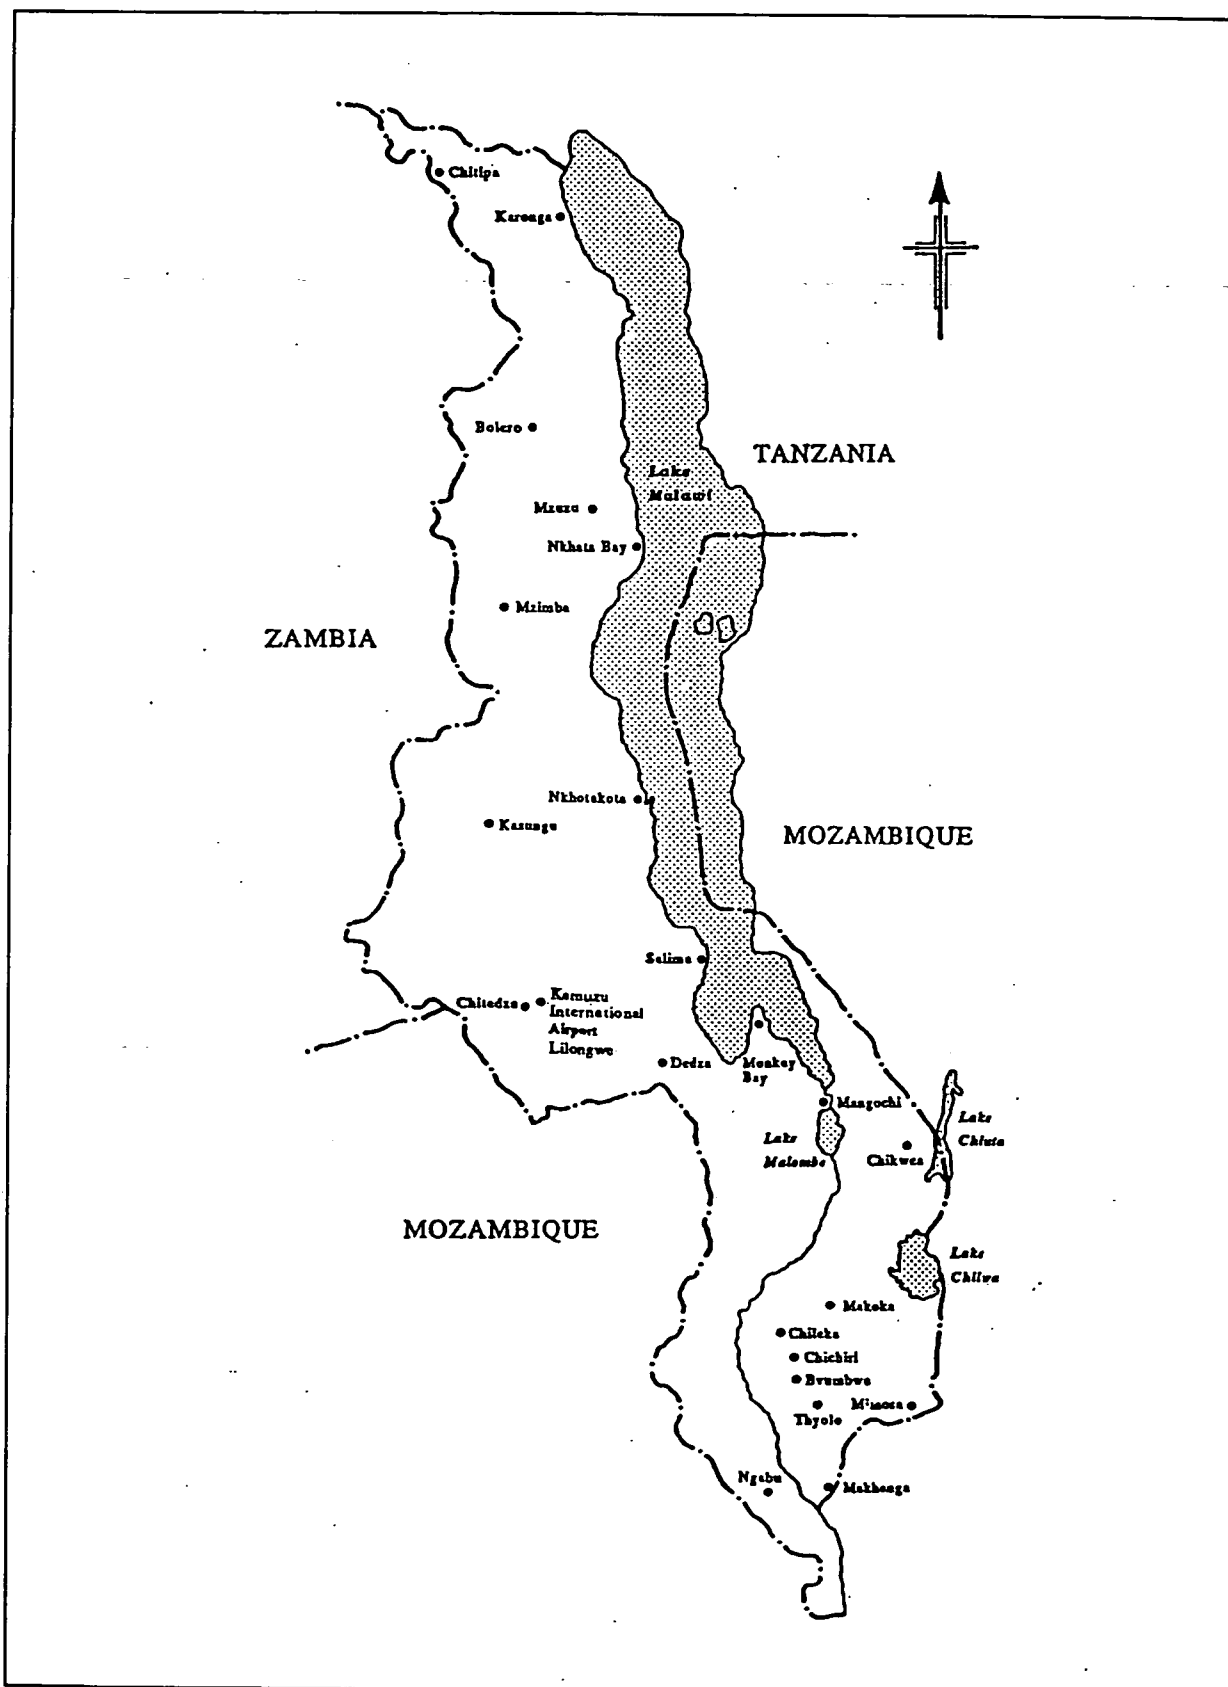 Chitipa
Karonga
Bolero
TANZANIA
Lake
Malawi
Mzuzu
Nkhata Bay
Mzimba
ZAMBIA
Nkhotakota
Kasungu
MOZAMBIQUE
Salima
Chitedza
Kamuzu
International
Airport
Lilongwe
Dedza
Monkey
Bay
Mangochi
Lake
Chiuta
Lake
Malombe
Chikwea
MOZAMBIQUE
Lake
Chilwa
Makoka
Chileka
Chichiri
Bvumbwe
Mimosa
Thyolo
Ngabu
Makhanga